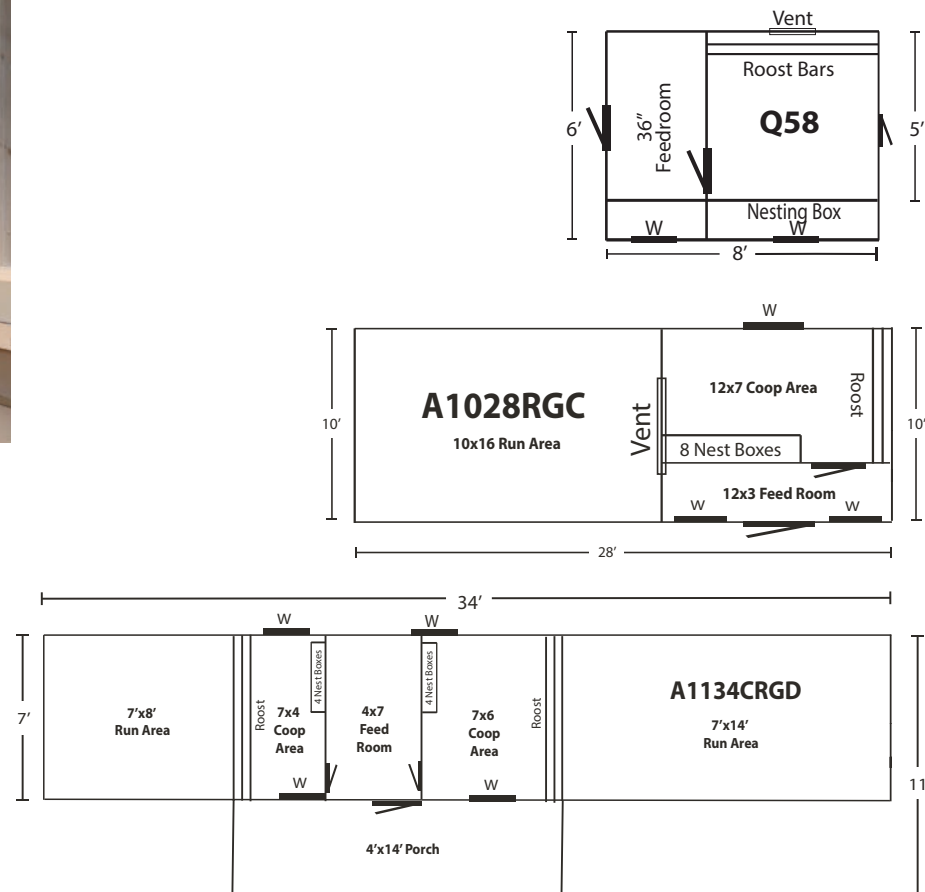 Vent
Roost Bars
6’
36” Feedroom
Q58
5’
Nesting Box
W
W
8’
W
A1028RGC
10x16 Run Area
Vent
12x7 Coop Area
Roost
10’
10’
8 Nest Boxes
12x3 Feed Room
W
W
28’
34’
W
W
7’
7’x8’
Run Area
Roost
4 Nest Boxes
7x4
Coop
Area
4x7
Feed
Room
4 Nest Boxes
7x6
Coop
Area
Roost
A1134CRGD
7’x14’
Run Area
W
W
11
4’x14’ Porch